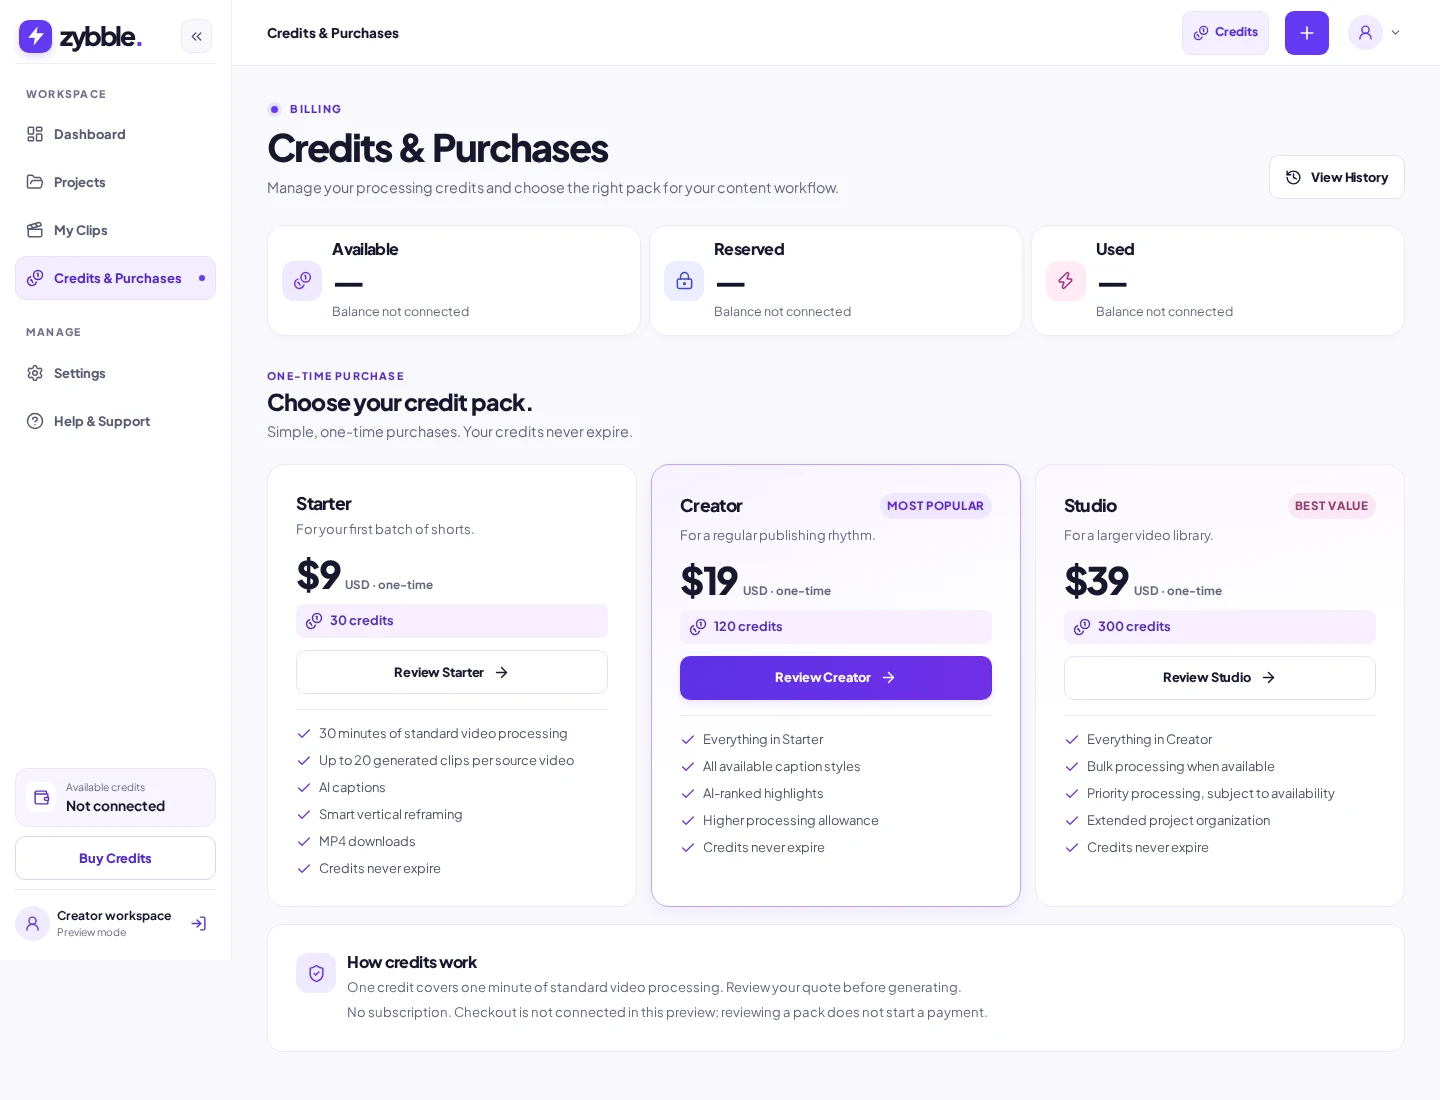 zybble.
WORKSPACE
Dashboard
Projects
My Clips
Credits & Purchases
MANAGE
Settings
Help & Support
Available credits
Not connected
Buy Credits
Creator workspace
Preview mode
Credits & Purchases
Credits
BILLING
Credits & Purchases
Manage your processing credits and choose the right pack for your content workflow.
View History
Available
—
Balance not connected
Reserved
—
Balance not connected
Used
—
Balance not connected
ONE-TIME PURCHASE
Choose your credit pack.
Simple, one-time purchases. Your credits never expire.
Starter
For your first batch of shorts.
$9 USD · one-time
30 credits
Review Starter
30 minutes of standard video processing
Up to 20 generated clips per source video
AI captions
Smart vertical reframing
MP4 downloads
Credits never expire
Creator
MOST POPULAR
For a regular publishing rhythm.
$19 USD · one-time
120 credits
Review Creator
Everything in Starter
All available caption styles
AI-ranked highlights
Higher processing allowance
Credits never expire
Studio
BEST VALUE
For a larger video library.
$39 USD · one-time
300 credits
Review Studio
Everything in Creator
Bulk processing when available
Priority processing, subject to availability
Extended project organization
Credits never expire
How credits work
One credit covers one minute of standard video processing. Review your quote before generating.
No subscription. Checkout is not connected in this preview; reviewing a pack does not start a payment.